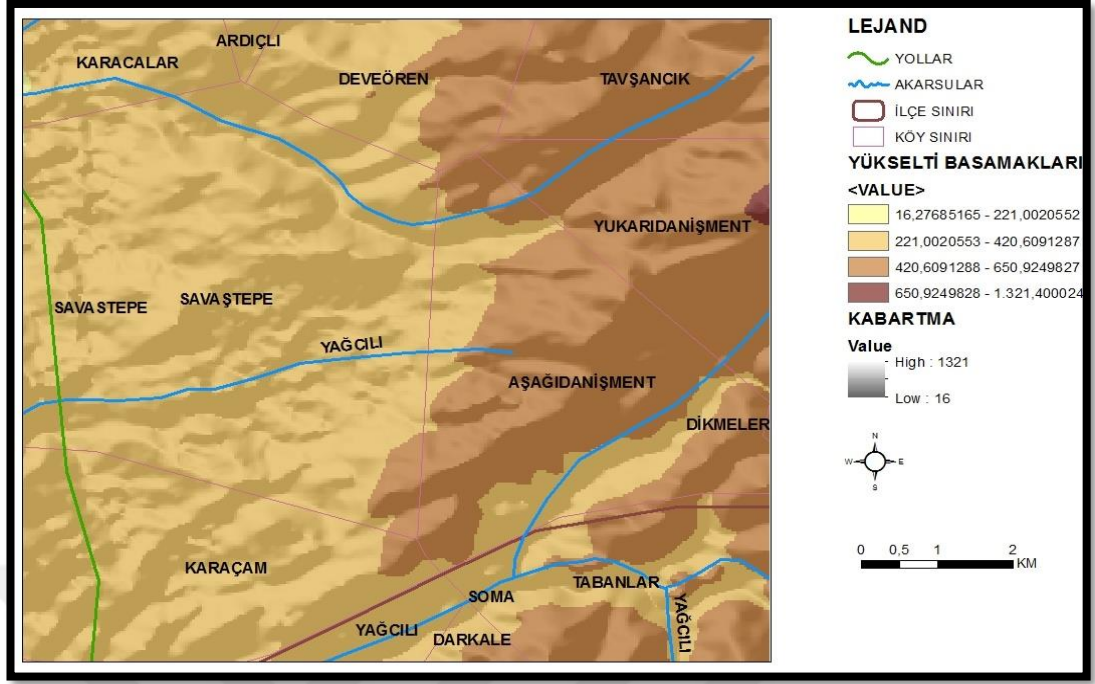 ARDIÇLI
KARACALAR
DEVEÖREN
TAVŞANCIK
YUKARIDANİŞMENT
SAVASTEPE
SAVAŞTEPE
YAĞCILI
AŞAĞIDANİŞMENT
DİKMELER
KARAÇAM
TABANLAR
SOMA
YAĞCILI
DARKALE
YAĞCILI
LEJAND
YOLLAR
AKARSULAR
İLÇE SINIRI
KÖY SINIRI
YÜKSELTİ BASAMAKLARI
<VALUE>
16,27685165 - 221,0020552
221,0020553 - 420,6091287
420,6091288 - 650,9249827
650,9249828 - 1.321,400024
KABARTMA
Value
High : 1321
Low : 16
N
W E
S
0 0,5 1 2
KM